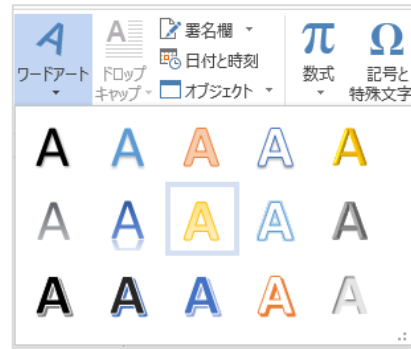 A
ワードアート
A
ドロップ
キャップ
署名欄
日付と時刻
オブジェクト
π
数式
Ω
記号と
特殊文字
A A A A A
A A A A A
A A A A A